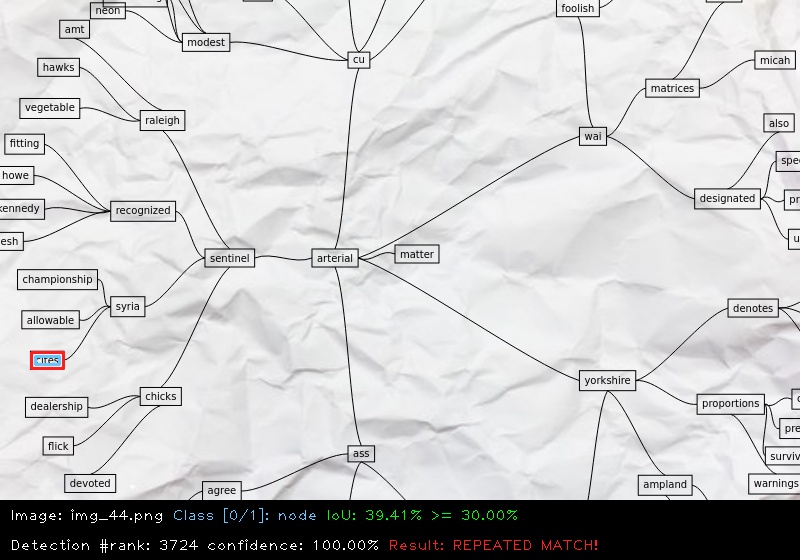 foolish
neon
amt
modest
cu
hawks
micah
matrices
vegetable
raleigh
also
wai
fitting
howe
designated
kennedy
recognized
sentinel
arterial
matter
championship
syria
allowable
denotes
yorkshire
chicks
dealership
proportions
flick
ass
devoted
agree
ampland
warnings
Image: img_44.png Class [0/1]: node IoU: 39.41% >= 30.00%
Detection #rank: 3724 confidence: 100.00% Result: REPEATED MATCH!